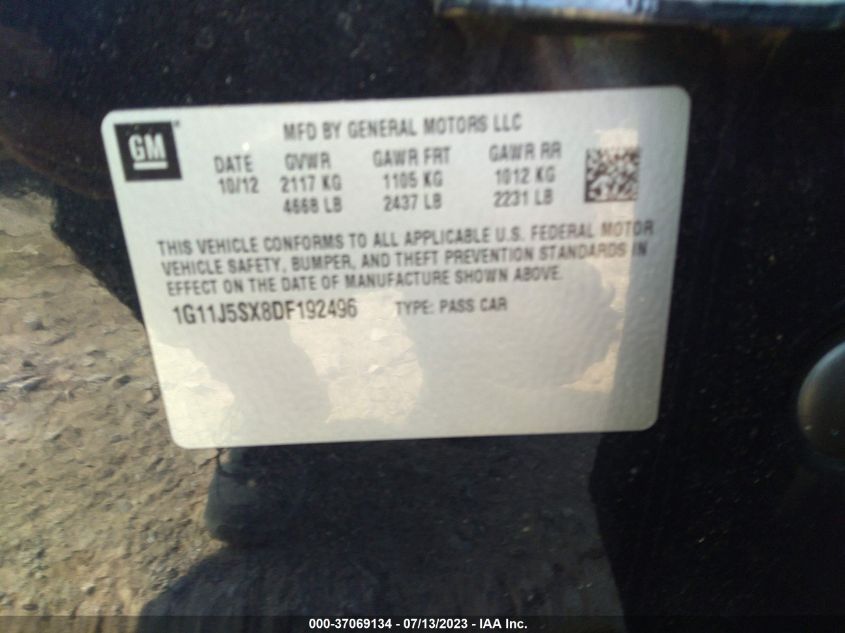 GM
MFD BY GENERAL MOTORS LLC
DATE GVWR GAWR FRT GAWR RR
10/12 2117 KG 1105 KG 1012 KG
4668 LB 2437 LB 2231 LB
THIS VEHICLE CONFORMS TO ALL APPLICABLE U.S. FEDERAL MOTOR
VEHICLE SAFETY, BUMPER, AND THEFT PREVENTION STANDARDS IN
EFFECT ON THE DATE OF MANUFACTURE SHOWN ABOVE.
1G11J5SX8DF192496 TYPE: PASS CAR
000-37069134 - 07/13/2023 - IAA Inc.